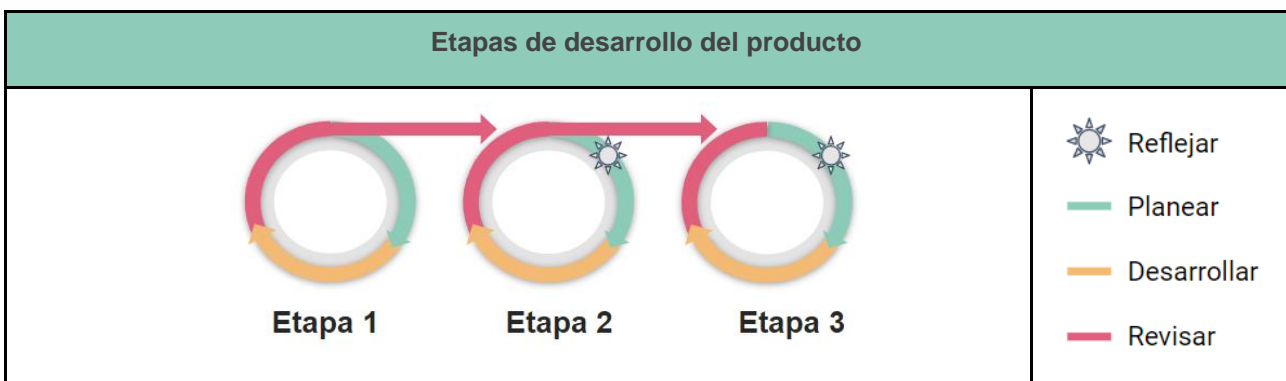 Etapas de desarrollo del producto
Etapa 1
Etapa 2
Etapa 3
Reflejar
Planear
Desarrollar
Revisar